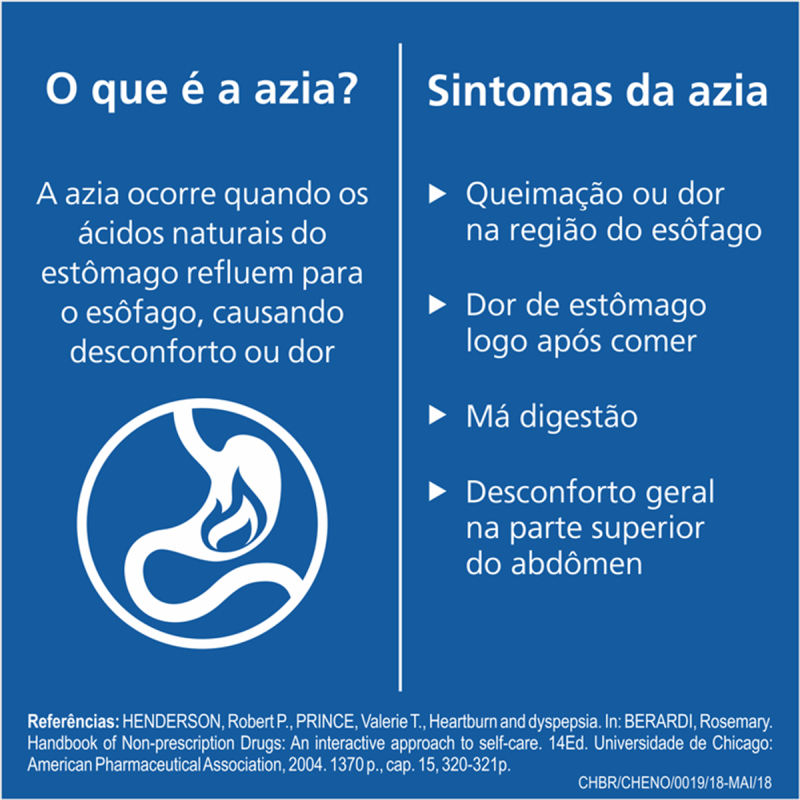 O que é a azia?
A azia ocorre quando os
ácidos naturais do
estômago refluem para
o esôfago, causando
desconforto ou dor
Sintomas da azia
Queimação ou dor
na região do esôfago
Dor de estômago
logo após comer
Má digestão
Desconforto geral
na parte superior
do abdômen
Referências: HENDERSON, Robert P., PRINCE, Valerie T., Heartburn and dyspepsia. In: BERARDI, Rosemary.
Handbook of Non-prescription Drugs: An interactive approach to self-care. 14Ed. Universidade de Chicago:
American Pharmaceutical Association, 2004. 1370 p., cap. 15, 320-321p.
CHBR/CHENO/0019/18-MAI/18